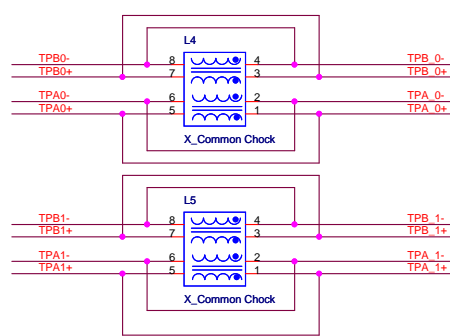 L4
TPB0- 8 4 TPB_0-
TPB0+ 7 3 TPB_0+
TPA0- 6 2 TPA_0-
TPA0+ 5 1 TPA_0+
X_Common Chock
L5
TPB1- 8 4 TPB_1-
TPB1+ 7 3 TPB_1+
TPA1- 6 2 TPA_1-
TPA1+ 5 1 TPA_1+
X_Common Chock